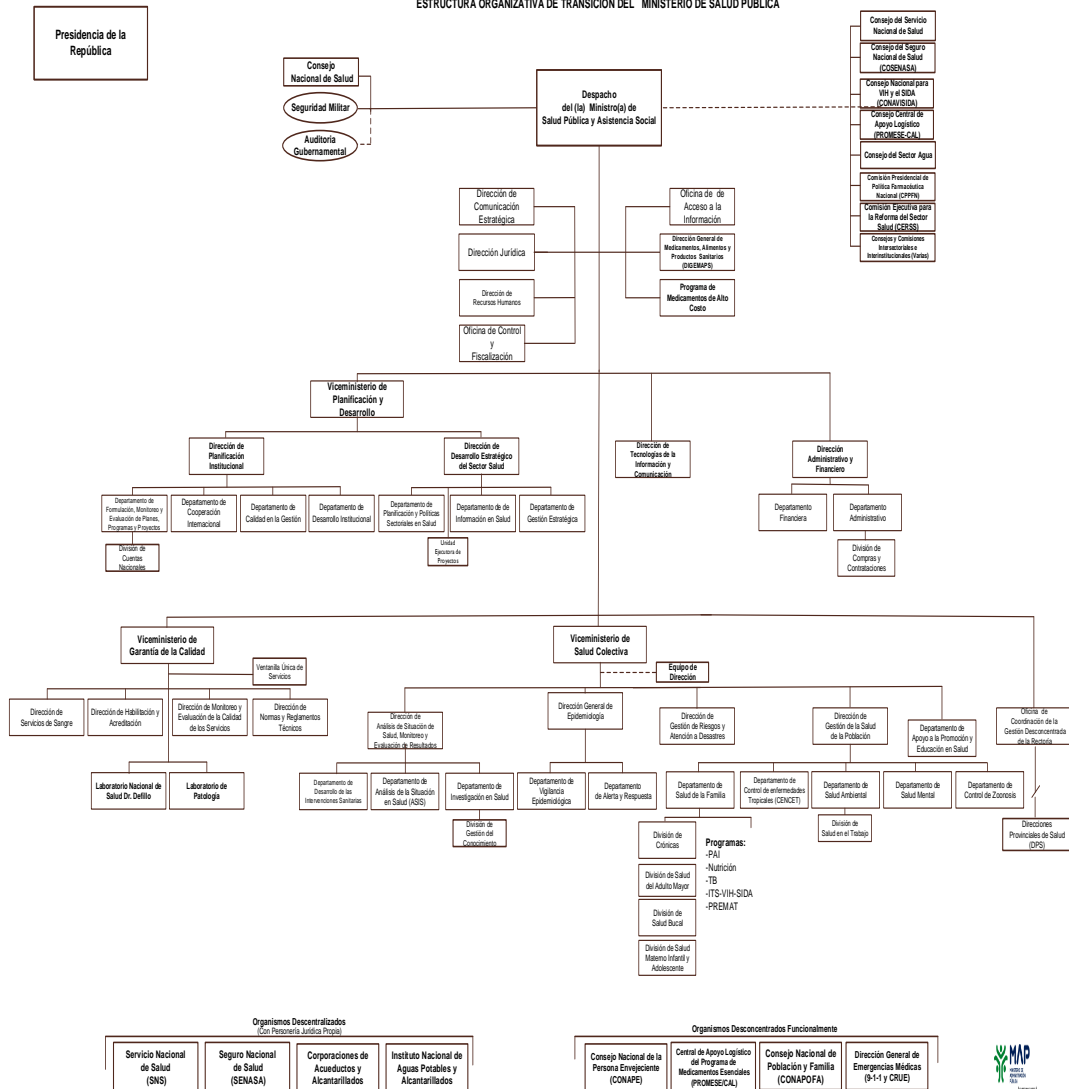 ESTRUCTURA ORGANIZATIVA DE TRANSICIÓN DEL MINISTERIO DE SALUD PÚBLICA
Presidencia de la
República
Consejo
Nacional de Salud
Seguridad Militar
Auditoria
Gubernamental
Despacho
del (la) Ministro(a) de
Salud Pública y Asistencia Social
Consejo del Servicio
Nacional de Salud
Consejo del Seguro
Nacional de Salud
(COSENASA)
Consejo Nacional para
VIH y el SIDA
(CONAVISIDA)
Consejo Central de
Apoyo Logístico
(PROMESE-CAL)
Consejo del Sector Agua
Comisión Presidencial de
Política Farmacéutica
Nacional (CPPFN)
Comisión Ejecutiva para
la Reforma del Sector
Salud (CERSS)
Consejos y Comisiones
Intersectoriales e
Interinstitucionales (Varias)
Dirección de
Comunicación
Estratégica
Dirección Jurídica
Dirección de
Recursos Humanos
Oficina de Control
y
Fiscalización
Oficina de de
Acceso a la
Información
Dirección General de
Medicamentos, Alimentos y
Productos Sanitarios
(DIGEMAPS)
Programa de
Medicamentos de Alto
Costo
Viceministerio de
Planificación y
Desarrollo
Dirección de
Planificación
Institucional
Dirección de
Desarrollo Estratégico
del Sector Salud
Dirección de
Tecnologías de la
Información y
Comunicación
Dirección
Administrativo y
Financiero
Departamento de
Formulación, Monitoreo y
Evaluación de Planes,
Programas y Proyectos
División de
Cuentas
Nacionales
Departamento de
Cooperación
Internacional
Departamento de
Calidad en la Gestión
Departamento de
Desarrollo Institucional
Departamento de
Planificación y Políticas
Sectoriales en Salud
Unidad
Ejecutora de
Proyectos
Departamento de de
Información en Salud
Departamento de
Gestión Estratégica
Departamento
Financiera
Departamento
Administrativo
División de
Compras y
Contrataciones
Viceministerio de
Garantía de la Calidad
Ventanilla Única de
Servicios
Dirección de
Servicios de Sangre
Dirección de Habilitación y
Acreditación
Dirección de Monitoreo y
Evaluación de la Calidad
de los Servicios
Dirección de
Normas y Reglamentos
Técnicos
Laboratorio Nacional de
Salud Dr. Defillo
Laboratorio de
Patología
Viceministerio de
Salud Colectiva
Equipo de
Dirección
Dirección de
Análisis de Situación de
Salud, Monitoreo y
Evaluación de Resultados
Dirección General de
Epidemiología
Dirección de
Gestión de Riesgos y
Atención a Desastres
Dirección de
Gestión de la Salud
de la Población
Departamento de
Apoyo a la Promoción y
Educación en Salud
Oficina de
Coordinación de la
Gestión Desconcentrada
de la Rectoría
Departamento de
Desarrollo de las
Intervenciones Sanitarias
Departamento de
Análisis de la Situación
en Salud (ASIS)
Departamento de
Investigación en Salud
División de
Gestión del
Conocimiento
Departamento de
Vigilancia
Epidemiológica
Departamento
de Alerta y Respuesta
Departamento de
Salud de la Familia
Departamento de
Control de enfermedades
Tropicales (CENCET)
Departamento de
Salud Ambiental
División de
Salud en el Trabajo
Departamento de
Salud Mental
Departamento de
Control de Zoonosis
Direcciones
Provinciales de Salud
(DPS)
División de
Crónicas
División de Salud
del Adulto Mayor
División de
Salud Bucal
División de Salud
Materno Infantil y
Adolescente
Programas:
-PAI
-Nutrición
-TB
-ITS-VIH-SIDA
-PREMAT
Organismos Descentralizados
(Con Personería Jurídica Propia)
Servicio Nacional
de Salud
(SNS)
Seguro Nacional
de Salud
(SENASA)
Corporaciones de
Acueductos y
Alcantarillados
Instituto Nacional de
Aguas Potables y
Alcantarillados
Organismos Desconcentrados Funcionalmente
Consejo Nacional de la
Persona Envejeciente
(CONAPE)
Central de Apoyo Logístico
del Programa de
Medicamentos Esenciales
(PROMESE/CAL)
Consejo Nacional de
Población y Familia
(CONAPOFA)
Dirección General de
Emergencias Médicas
(9-1-1 y CRUE)
MAP